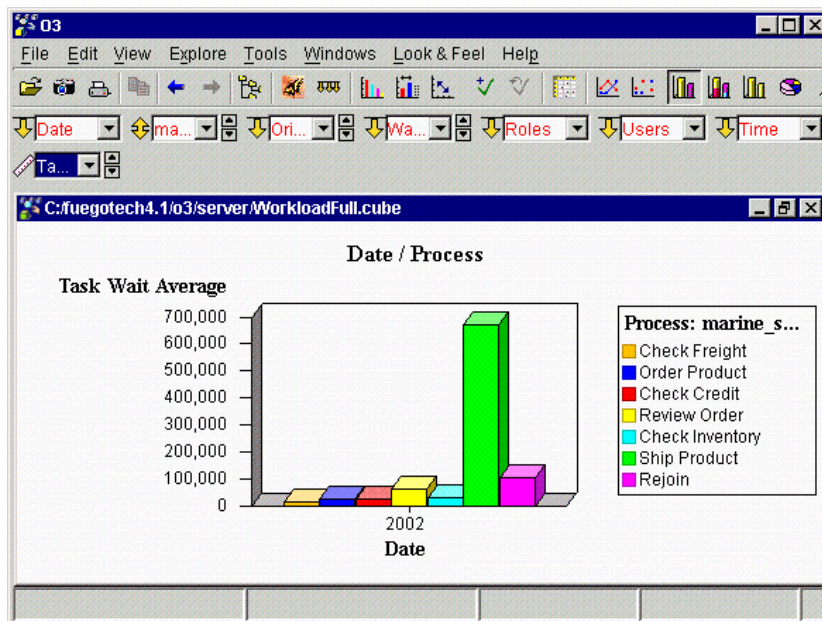 O3
File Edit View Explore Tools Windows Look & Feel Help
Date ma... Ori... Wa... Roles Users Time
Ta...
C:/fuegotech4.1/o3/server/WorkloadFull.cube
Date / Process
Task Wait Average
700,000
600,000
500,000
400,000
300,000
200,000
100,000
0
2002
Date
Process: marine_s...
Check Freight
Order Product
Check Credit
Review Order
Check Inventory
Ship Product
Rejoin